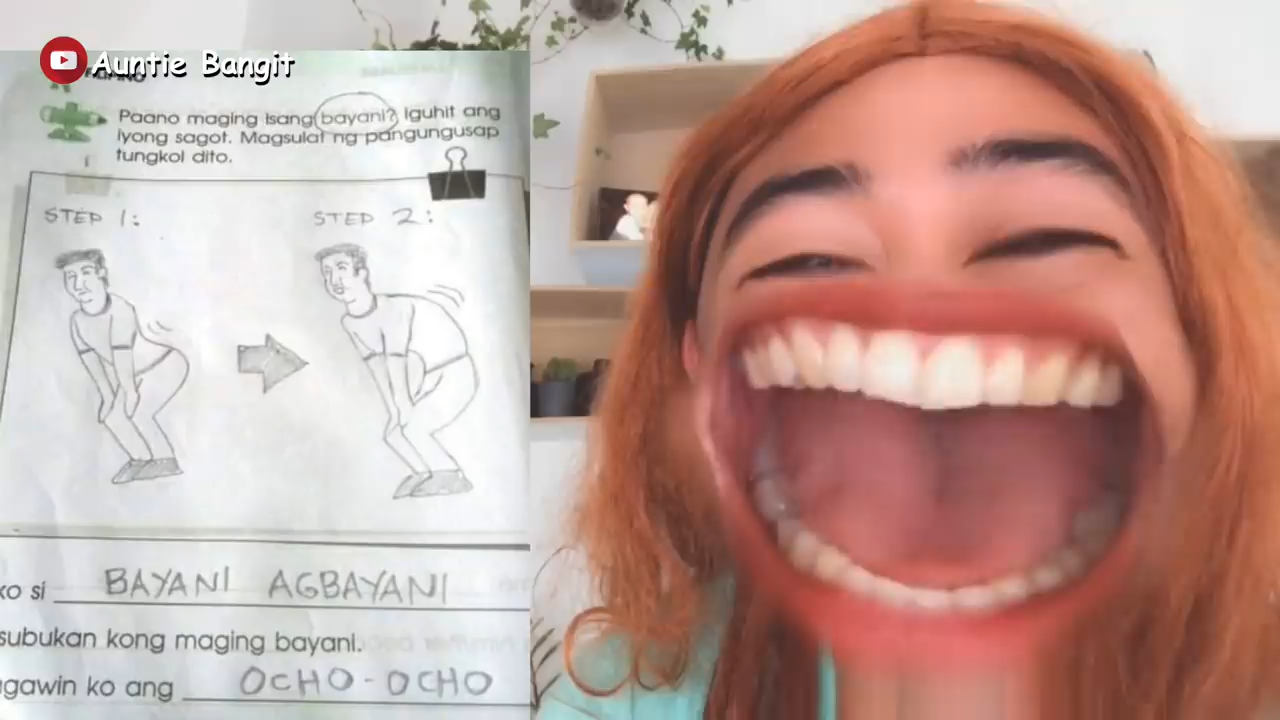 Auntie Bangit
Paano maging isang bayani? Iguhit ang
iyong sagot. Magsulat ng pangungusap
tungkol dito.
STEP 1:
STEP 2:
ko si BAYANI AGBAYANI
subukan kong maging bayani.
gawin ko ang OCHO-OCHO